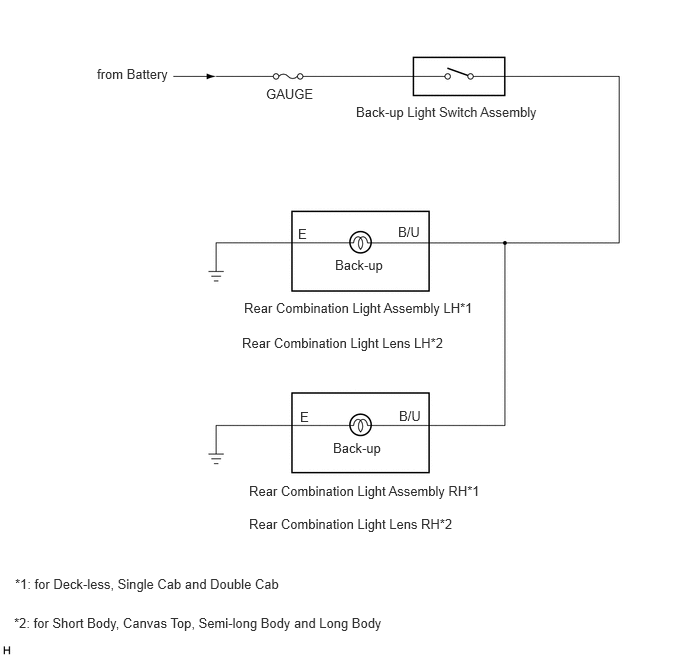 from Battery
GAUGE
Back-up Light Switch Assembly
E
B/U
Back-up
Rear Combination Light Assembly LH*1
Rear Combination Light Lens LH*2
E
B/U
Back-up
Rear Combination Light Assembly RH*1
Rear Combination Light Lens RH*2
*1: for Deck-less, Single Cab and Double Cab
*2: for Short Body, Canvas Top, Semi-long Body and Long Body
H